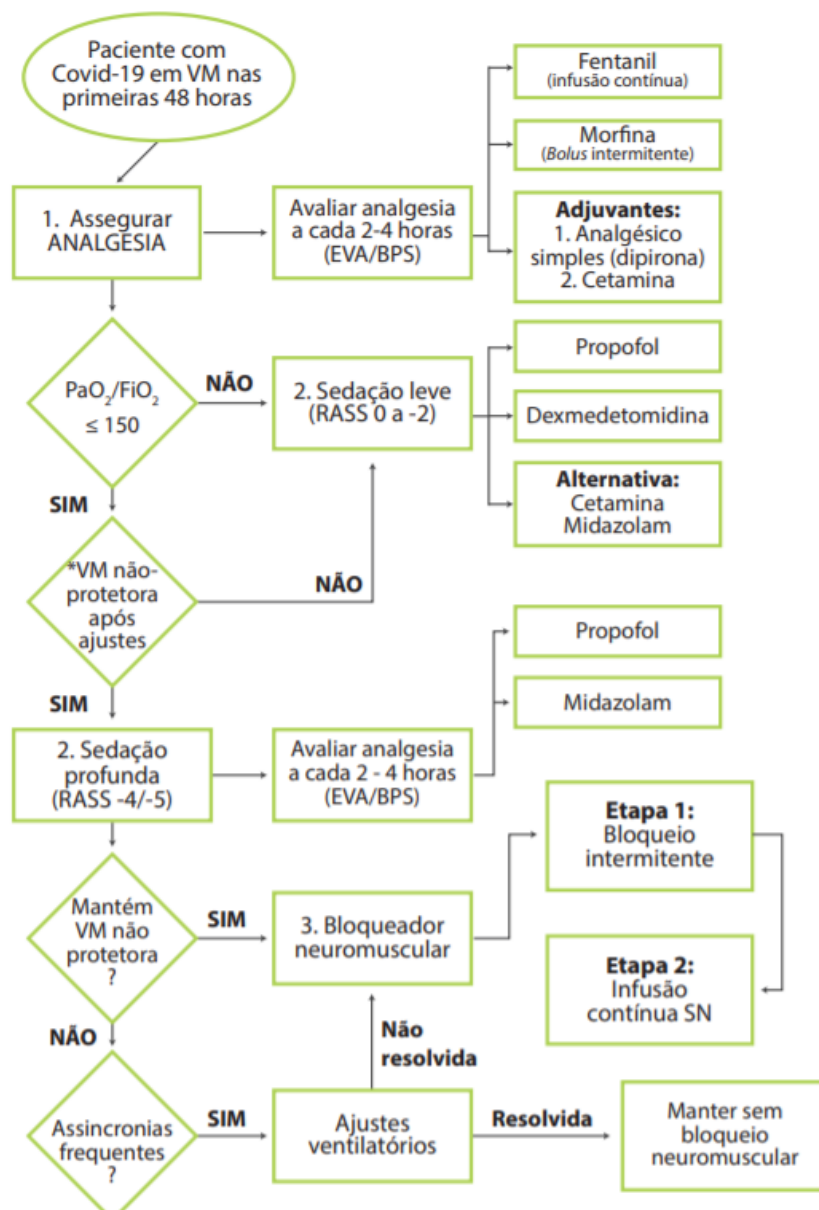 Paciente com
Covid-19 em VM nas
primeiras 48 horas
Fentanil
(infusão contínua)
Morfina
(Bolus intermitente)
1. Assegurar
ANALGESIA
Avaliar analgesia
a cada 2-4 horas
(EVA/BPS)
Adjuvantes:
1. Analgésico
simples (dipirona)
2. Cetamina
PaO₂/FiO₂
≤ 150
NÃO
2. Sedação leve
(RASS 0 a -2)
Propofol
Dexmedetomidina
Alternativa:
Cetamina
Midazolam
SIM
*VM não-
protetora
após
ajustes
NÃO
Propofol
Midazolam
SIM
2. Sedação
profunda
(RASS -4/-5)
Avaliar analgesia
a cada 2 - 4 horas
(EVA/BPS)
Etapa 1:
Bloqueio
intermitente
Mantém
VM não
protetora
?
SIM
3. Bloqueador
neuromuscular
Etapa 2:
Infusão
contínua SN
NÃO
Não
resolvida
Assincronias
frequentes
?
SIM
Ajustes
ventilatórios
Resolvida
Manter sem
bloqueio
neuromuscular